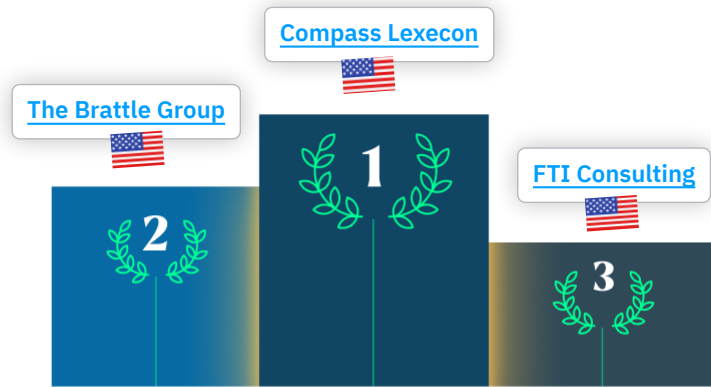 Compass Lexecon
The Brattle Group
1
FTI Consulting
2
3